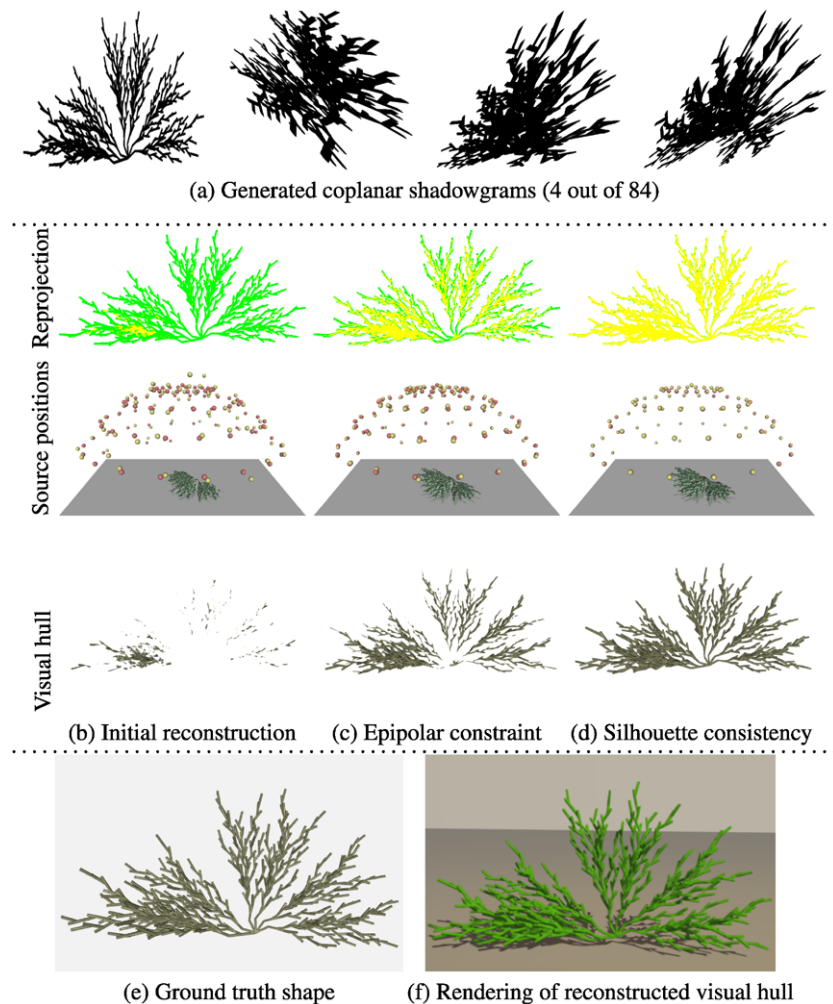 (a) Generated coplanar shadowgrams (4 out of 84)
Reprojection
Source positions
Visual hull
(b) Initial reconstruction
(c) Epipolar constraint
(d) Silhouette consistency
(e) Ground truth shape
(f) Rendering of reconstructed visual hull